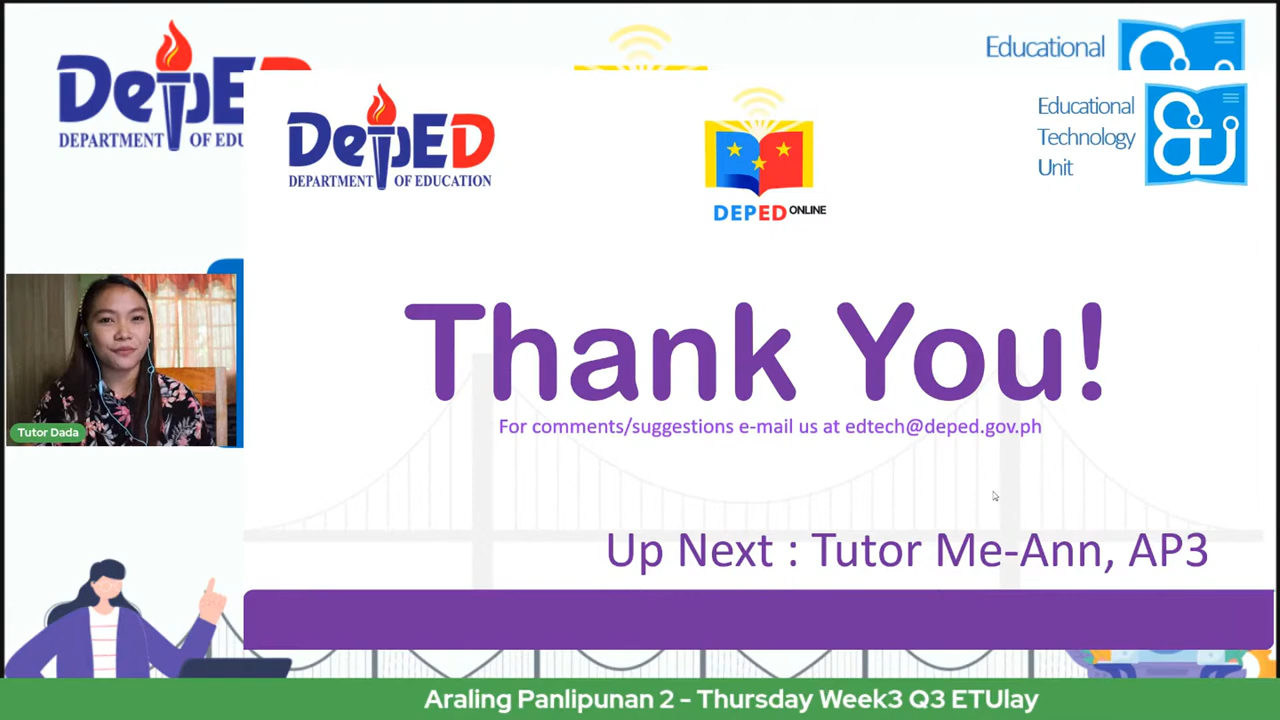 DepED
DEPARTMENT OF EDU
Educational
DepED
DEPARTMENT OF EDUCATION
DEPED ONLINE
Educational
Technology
Unit
Thank You!
For comments/suggestions e-mail us at edtech@deped.gov.ph
Tutor Dada
Up Next : Tutor Me-Ann, AP3
Araling Panlipunan 2 - Thursday Week3 Q3 ETUlay